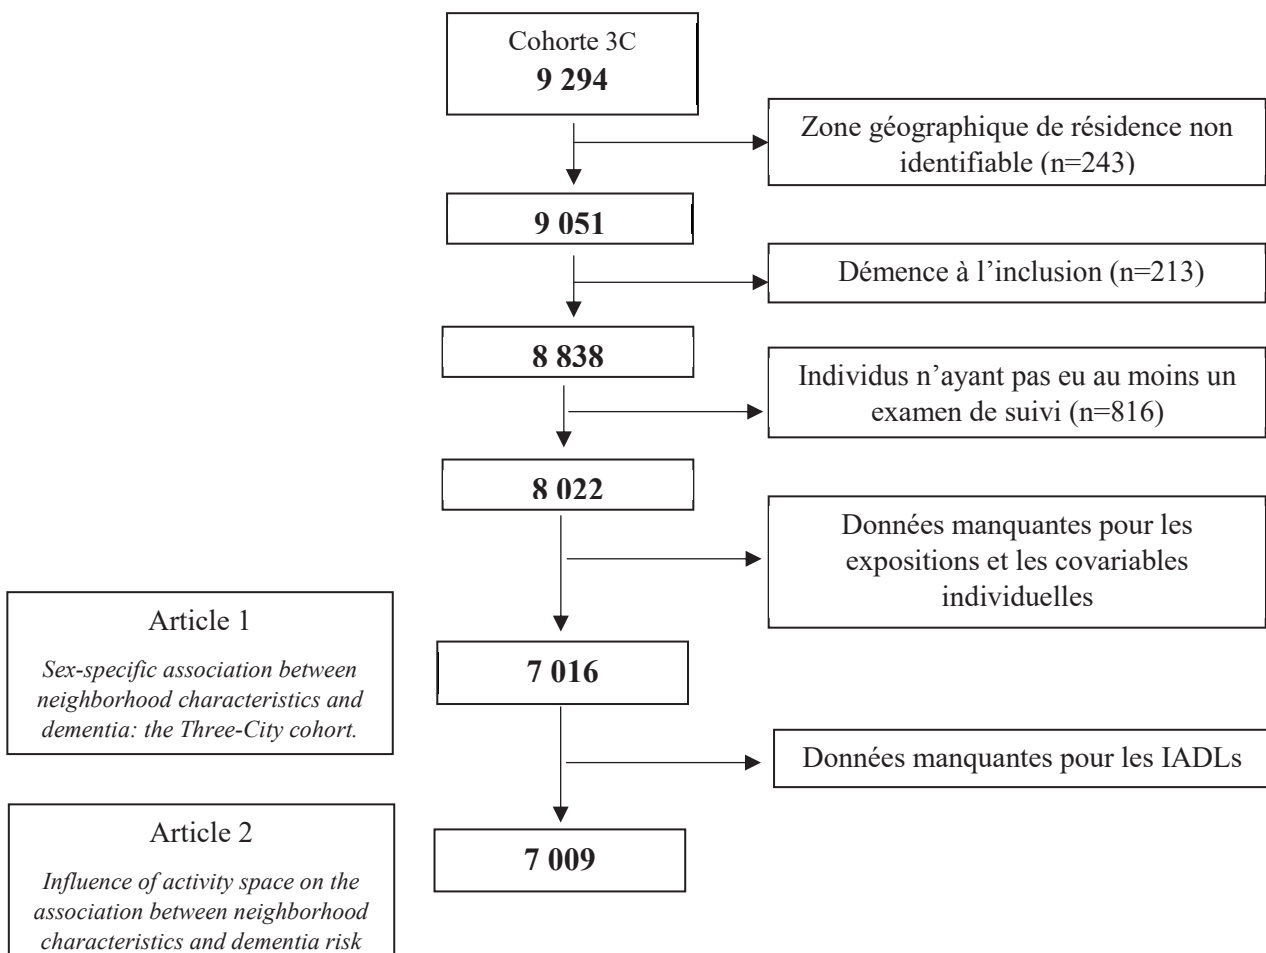 Cohorte 3C
9 294
Zone géographique de résidence non
identifiable (n=243)
9 051
Démence à l’inclusion (n=213)
8 838
Individus n’ayant pas eu au moins un
examen de suivi (n=816)
8 022
Données manquantes pour les
expositions et les covariables
individuelles
Article 1
Sex-specific association between
neighborhood characteristics and
dementia: the Three-City cohort.
7 016
Données manquantes pour les IADLs
Article 2
Influence of activity space on the
association between neighborhood
characteristics and dementia risk
7 009